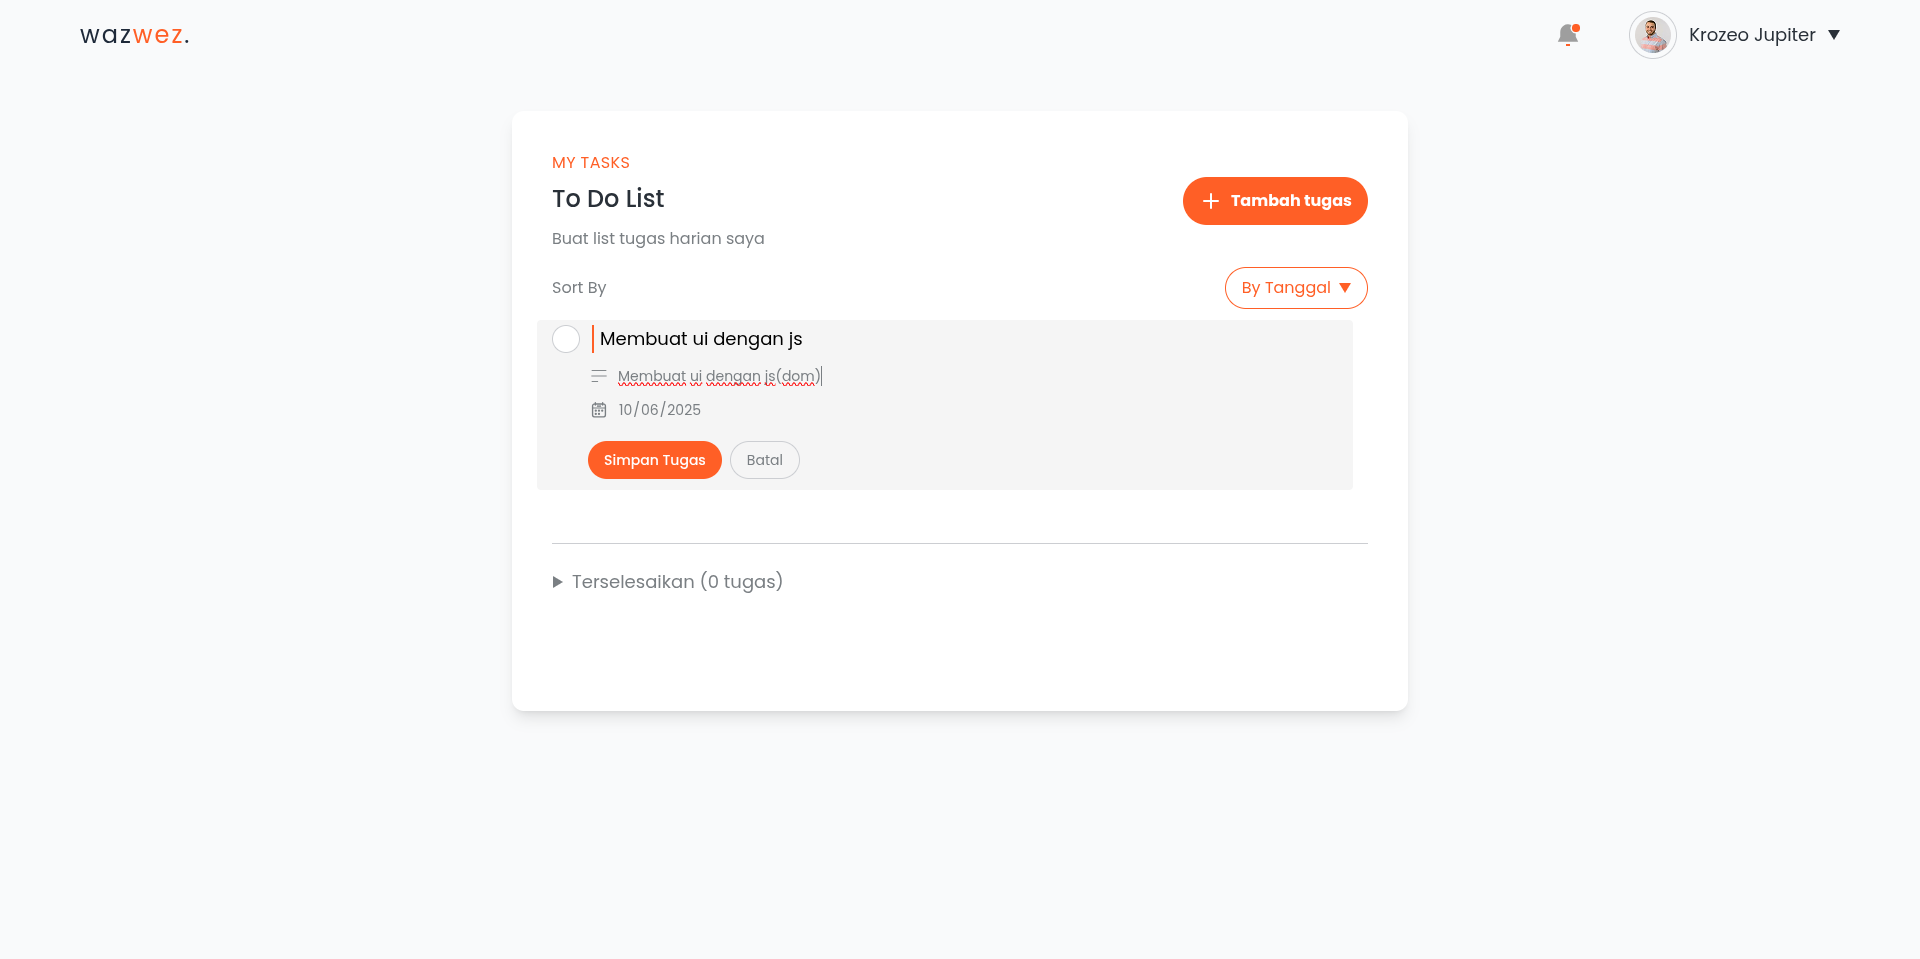 wazwez.
Krozeo Jupiter
MY TASKS
To Do List
Tambah tugas
Buat list tugas harian saya
Sort By
By Tanggal
Membuat ui dengan js
Membuat ui dengan js(dom)
10/06/2025
Simpan Tugas
Batal
Terselesaikan (0 tugas)